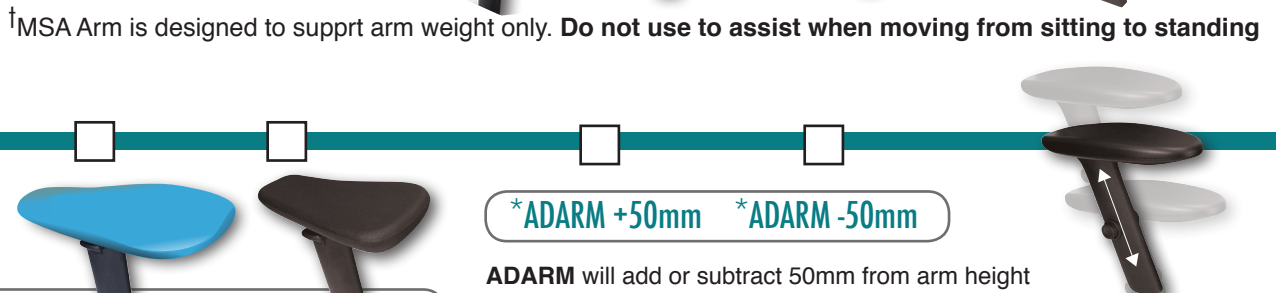 †MSA Arm is designed to supprt arm weight only. Do not use to assist when moving from sitting to standing
*ADARM +50mm *ADARM -50mm
ADARM will add or subtract 50mm from arm height